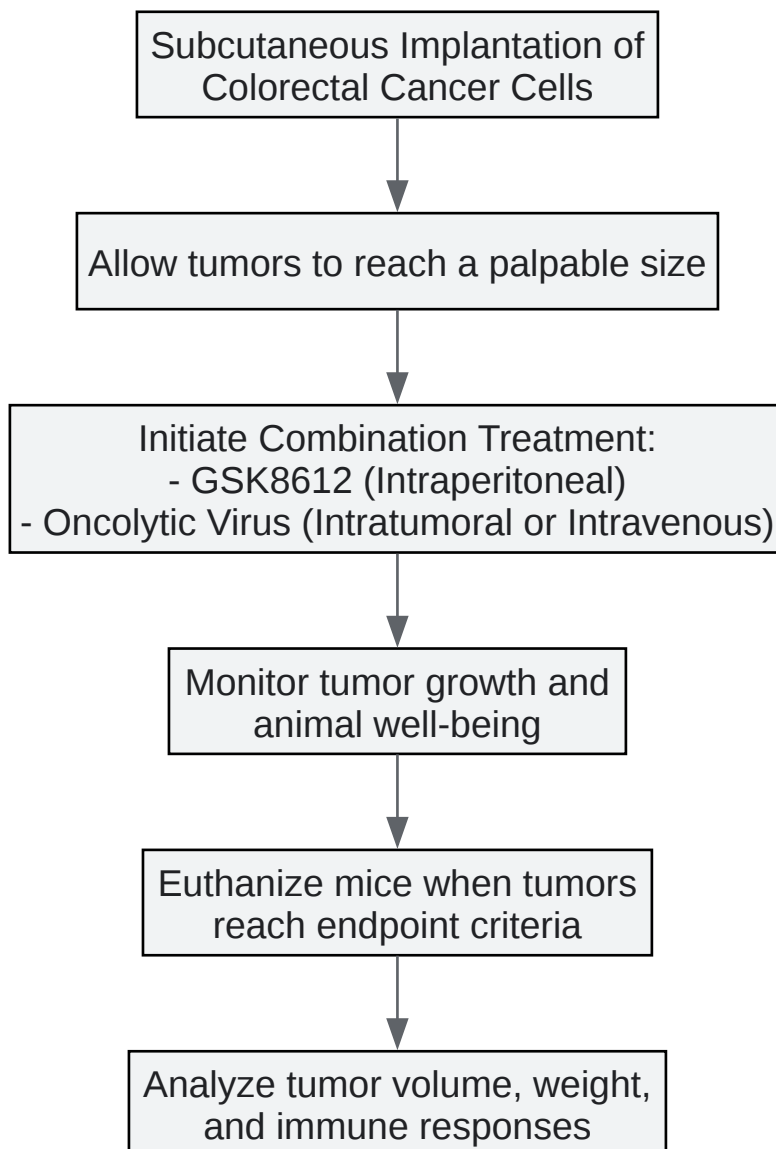 Subcutaneous Implantation of
Colorectal Cancer Cells
Allow tumors to reach a palpable size
Initiate Combination Treatment:
- GSK8612 (Intraperitoneal)
- Oncolytic Virus (Intratumoral or Intravenous)
Monitor tumor growth and
animal well-being
Euthanize mice when tumors
reach endpoint criteria
Analyze tumor volume, weight,
and immune responses